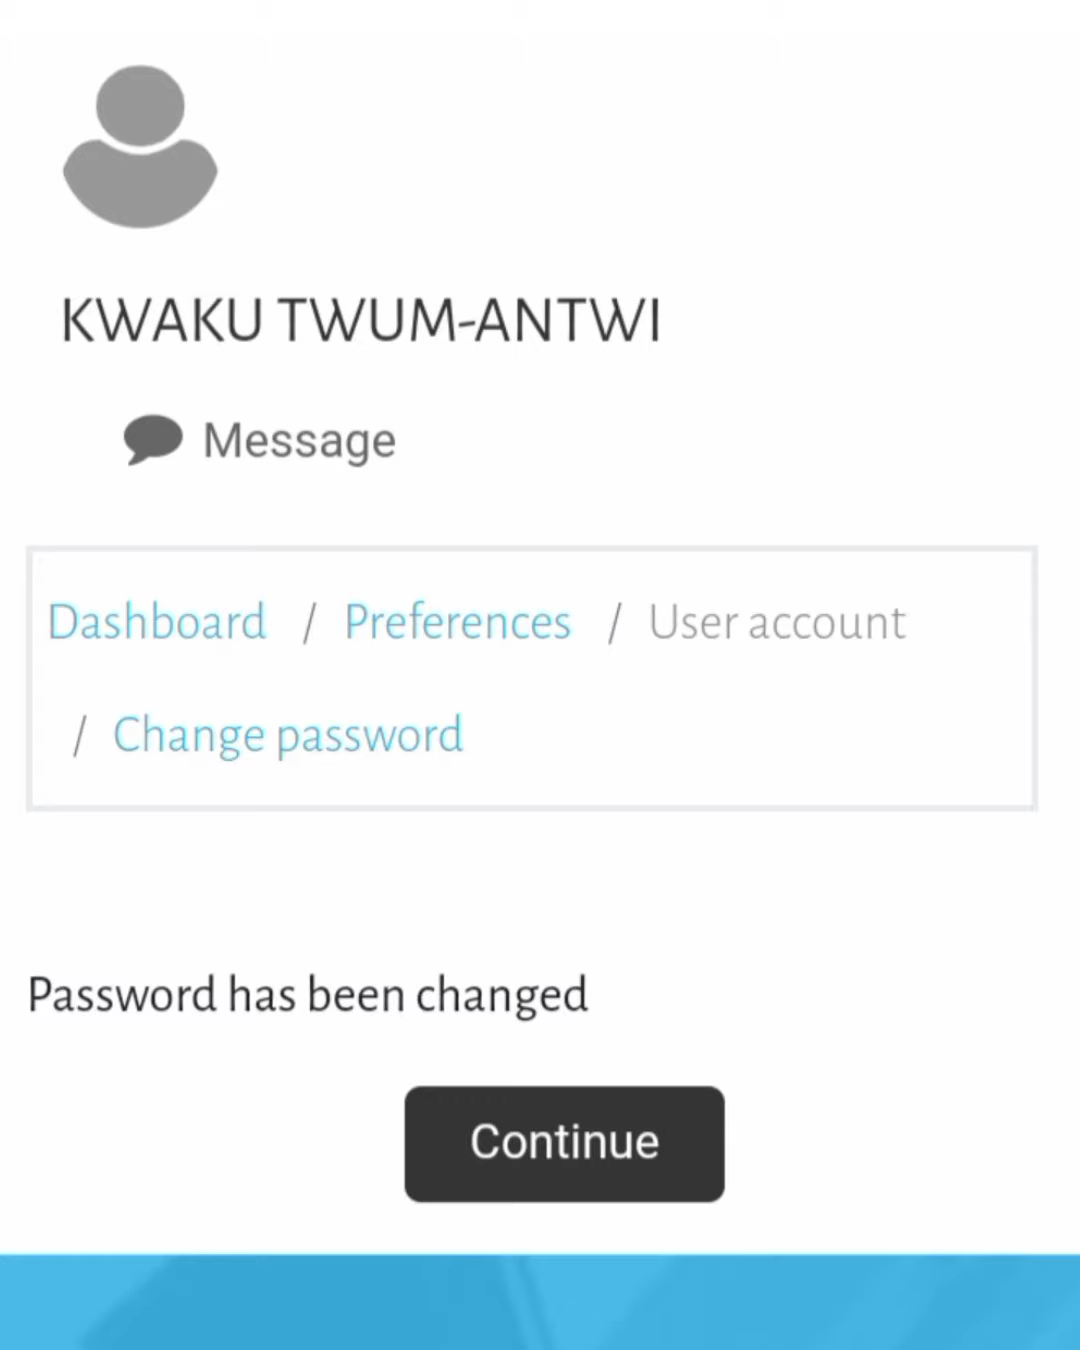 KWAKU TWUM-ANTWI
Message
Dashboard / Preferences / User account
/ Change password
Password has been changed
Continue